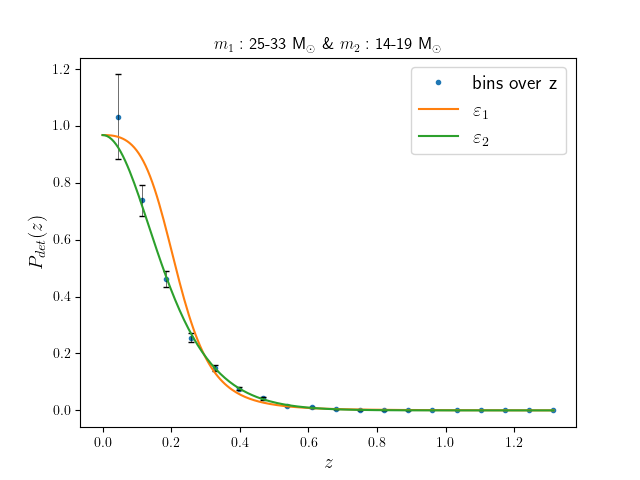 m₁ : 25-33 M⊙ & m₂ : 14-19 M⊙
bins over z
ε₁
ε₂
P_det(z)
1.2
1.0
0.8
0.6
0.4
0.2
0.0
0.0 0.2 0.4 0.6 0.8 1.0 1.2
z